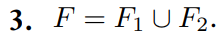 3. F = F₁ ∪ F₂.